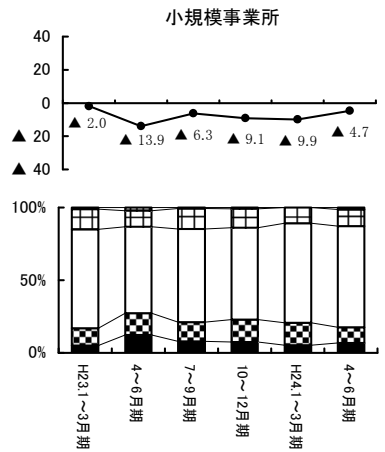 小規模事業所
40
20
0
▲ 20
▲ 40
▲ 2.0
▲ 13.9
▲ 6.3
▲ 9.1
▲ 9.9
▲ 4.7
100%
50%
0%
H23.1～3月期
4～6月期
7～9月期
10～12月期
H24.1～3月期
4～6月期